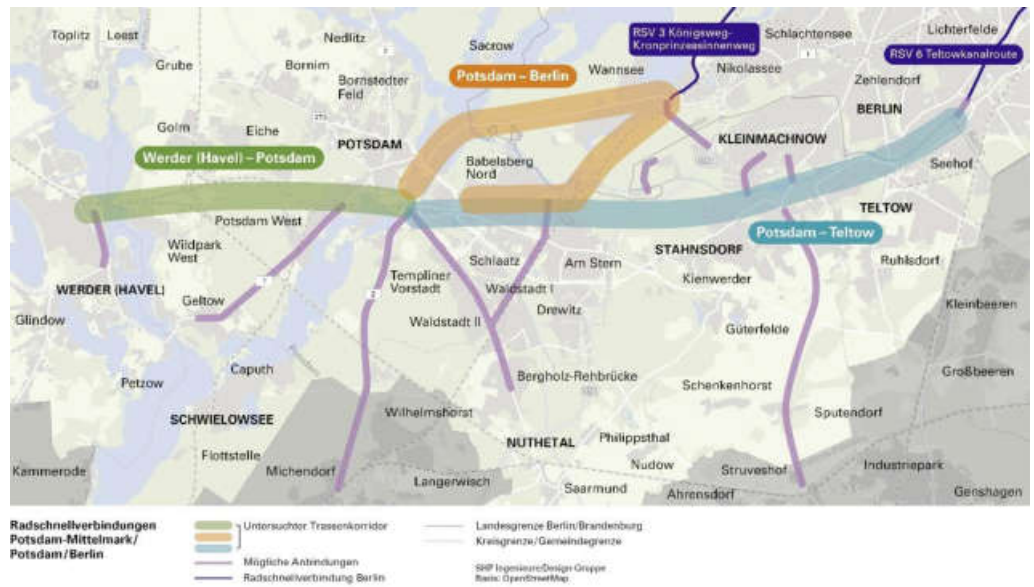 Töplitz
Leest
Nedlitz
Sacrow
RSV 3 Königsweg-
Kronprinzessinnenweg
Schlachtensee
Lichterfelde
RSV 6 Teltowkanalroute
Grube
Bornim
Bornstedter
Feld
Potsdam – Berlin
Wannsee
Nikolassee
Zehlendorf
BERLIN
Golm
Eiche
273
1
POTSDAM
KLEINMACHNOW
Werder (Havel) – Potsdam
Babelsberg
Nord
Seehof
TELTOW
Potsdam West
Potsdam – Teltow
Wildpark
West
Schlaatz
Am Stern
STAHNSDORF
Ruhlsdorf
WERDER (HAVEL)
Geltow
1
2
Templiner
Vorstadt
Waldstadt I
Kienwerder
Kleinbeeren
Glindow
Waldstadt II
Drewitz
Güterfelde
Petzow
Caputh
Bergholz-Rehbrücke
Schenkenhorst
Großbeeren
SCHWIELOWSEE
Wilhelmshorst
Sputendorf
NUTHETAL
Philippsthal
Kammerode
Flottstelle
Michendorf
Langerwisch
Nudow
Saarmund
Struveshof
Ahrensdorf
Industriepark
Genshagen
Radschnellverbindungen
Potsdam-Mittelmark/
Potsdam/Berlin
Untersuchter Trassenkorridor
Mögliche Anbindungen
Radschnellverbindung Berlin
Landesgrenze Berlin/Brandenburg
Kreisgrenze/Gemeindegrenze
SHP Ingenieure/Design-Gruppe
Basis: OpenStreetMap